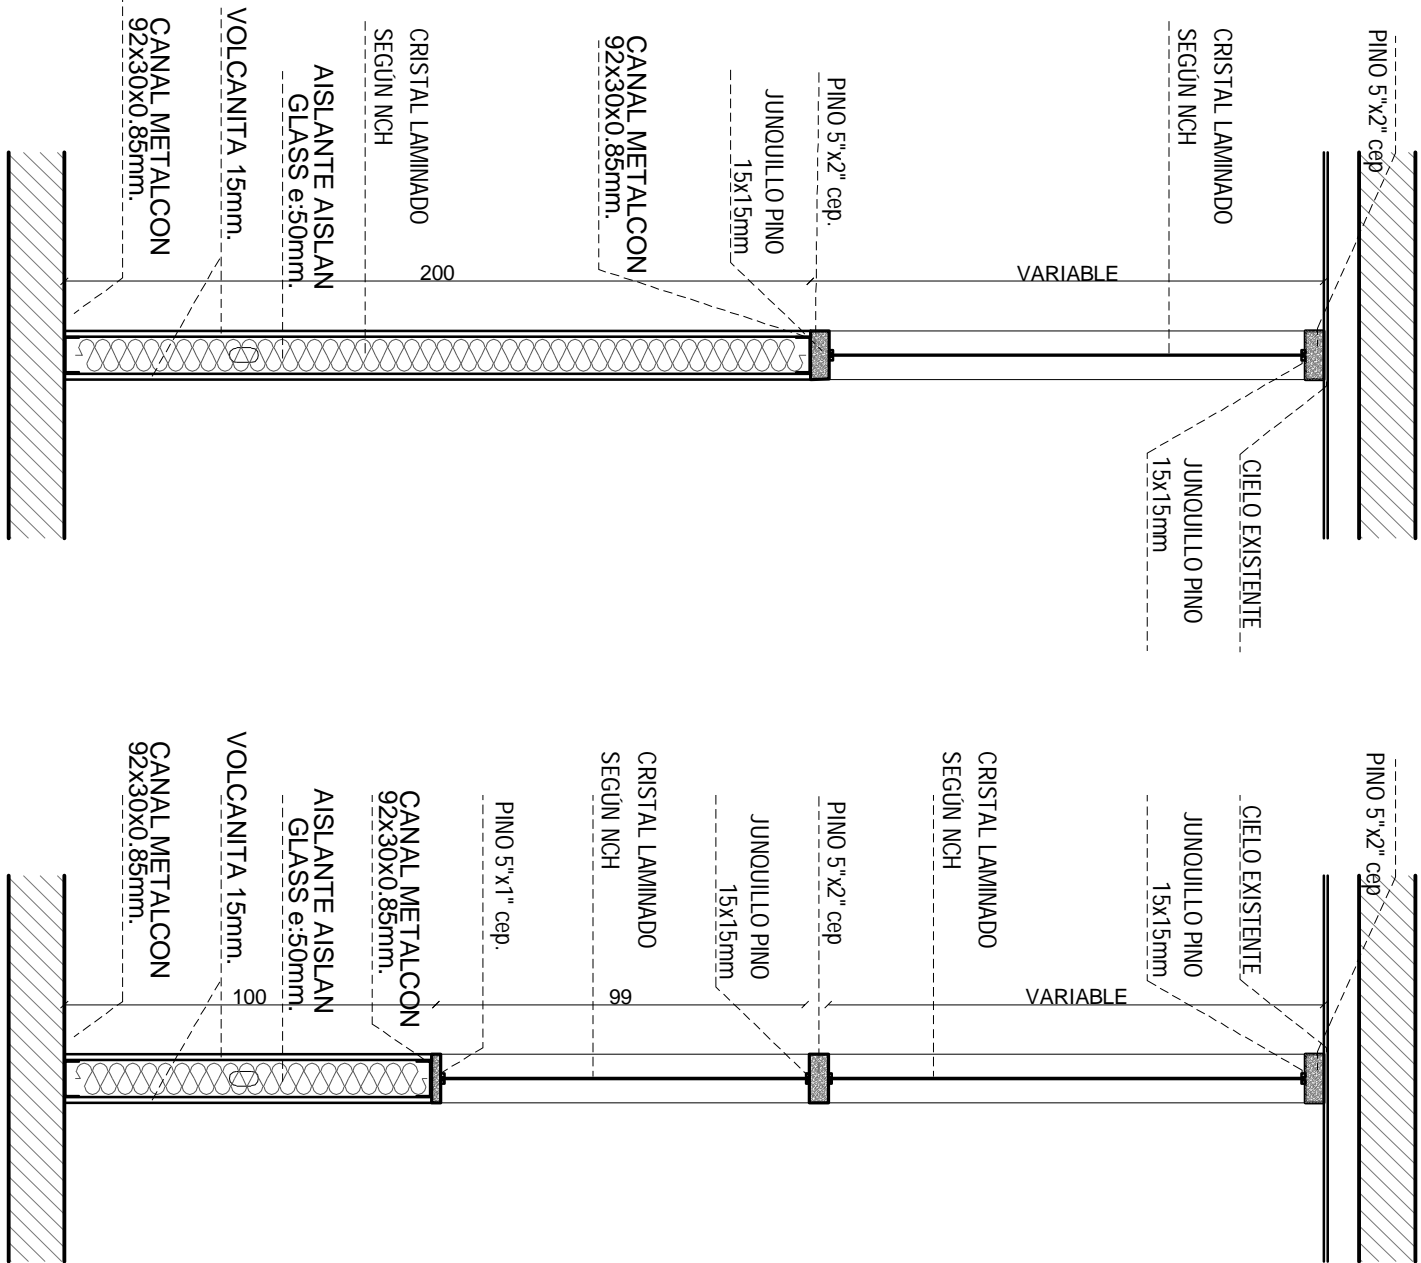 PINO 5"x2" cep
CRISTAL LAMINADO
SEGÚN NCH
PINO 5"x2" cep.
JUNQUILLO PINO
15x15mm
CANAL METALCON
92x30x0.85mm.
CRISTAL LAMINADO
SEGÚN NCH
AISLANTE AISLAN
GLASS e:50mm.
VOLCANITA 15mm.
CANAL METALCON
92x30x0.85mm.
200
VARIABLE
CIELO EXISTENTE
JUNQUILLO PINO
15x15mm
PINO 5"x2" cep
CIELO EXISTENTE
JUNQUILLO PINO
15x15mm
CRISTAL LAMINADO
SEGÚN NCH
PINO 5"x2" cep
JUNQUILLO PINO
15x15mm
CRISTAL LAMINADO
SEGÚN NCH
PINO 5"x1" cep.
CANAL METALCON
92x30x0.85mm.
AISLANTE AISLAN
GLASS e:50mm.
VOLCANITA 15mm.
CANAL METALCON
92x30x0.85mm.
100
99
VARIABLE